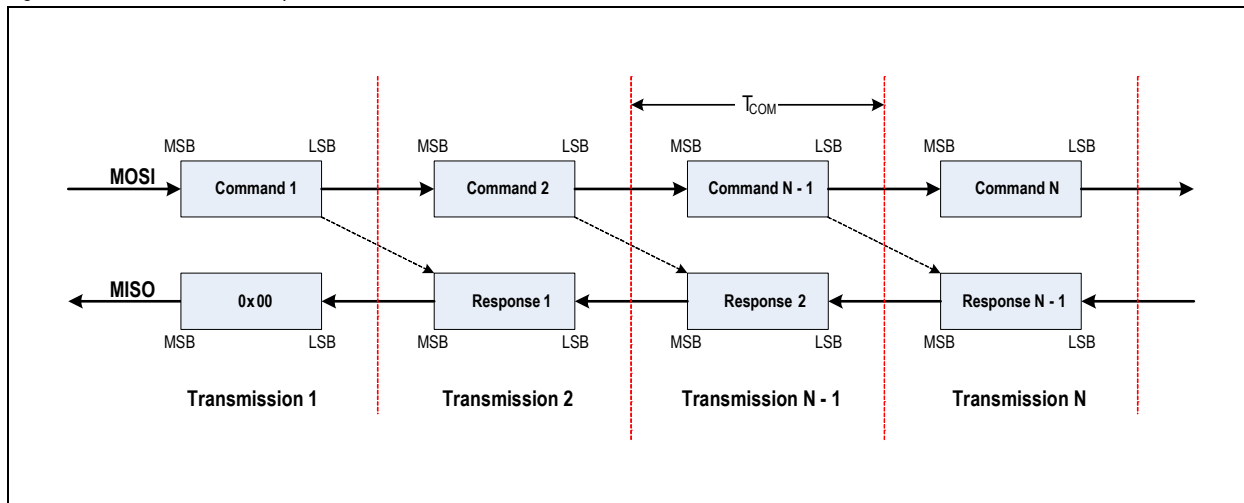 T_COM
MSB LSB MSB LSB MSB LSB MSB LSB
MOSI Command 1 Command 2 Command N - 1 Command N
MISO 0x00 Response 1 Response 2 Response N - 1
MSB LSB MSB LSB MSB LSB MSB LSB
Transmission 1 Transmission 2 Transmission N - 1 Transmission N